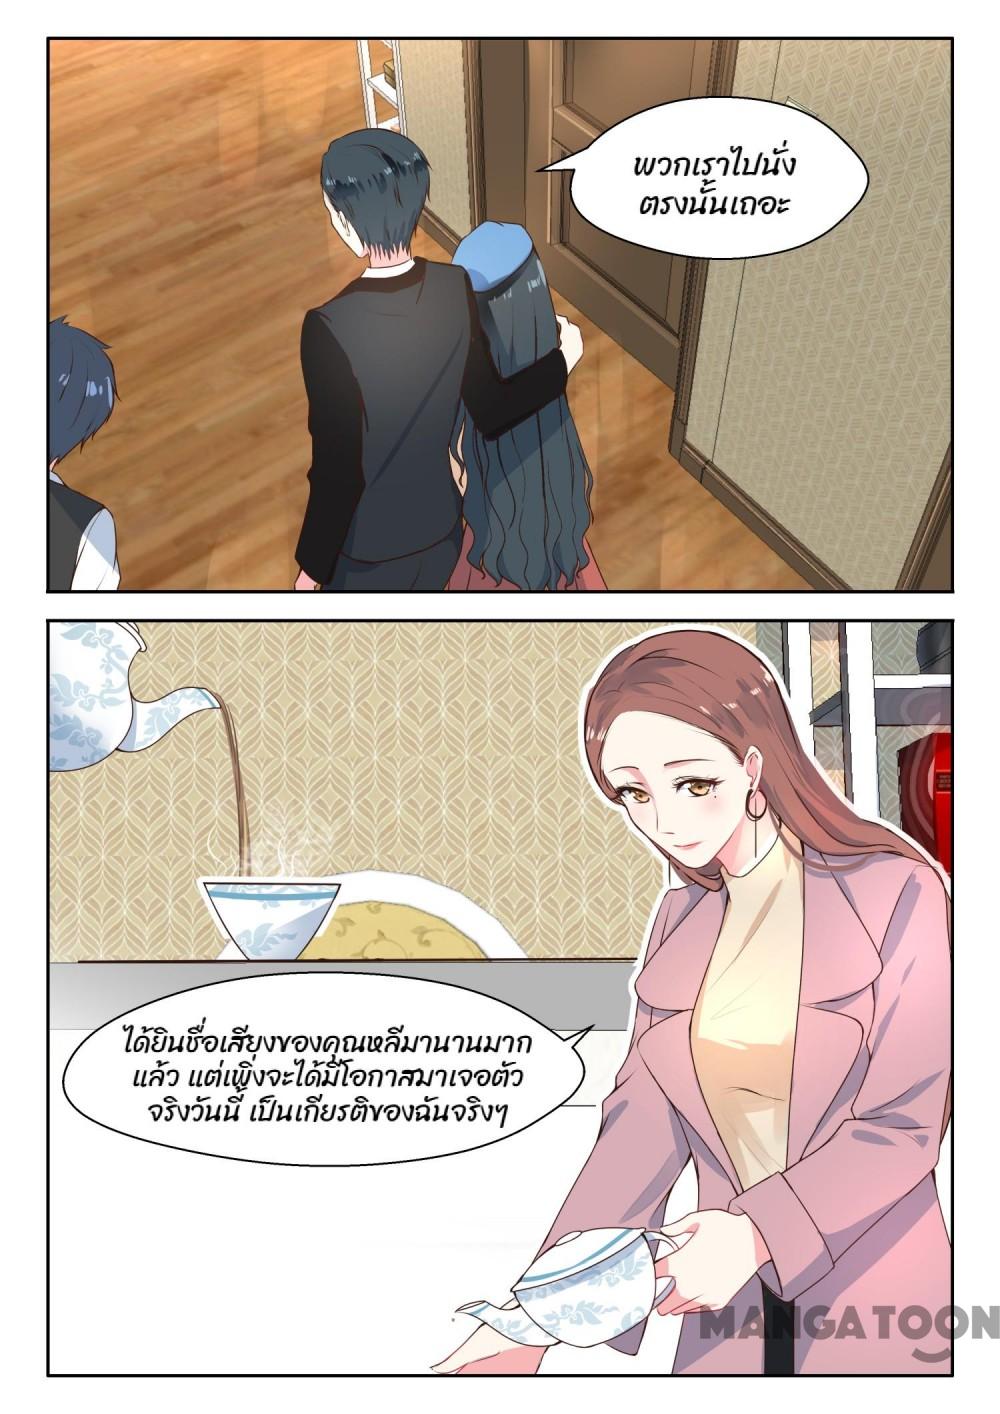 พวกเราไปนั่ง
ตรงนั้นเถอะ
ได้ยินชื่อเสียงของคุณหลีมานานมาก
แล้ว แต่เพิ่งจะได้มีโอกาสมาเจอตัว
จริงวันนี้ เป็นเกียรติของฉันจริงๆ
MANGATOON